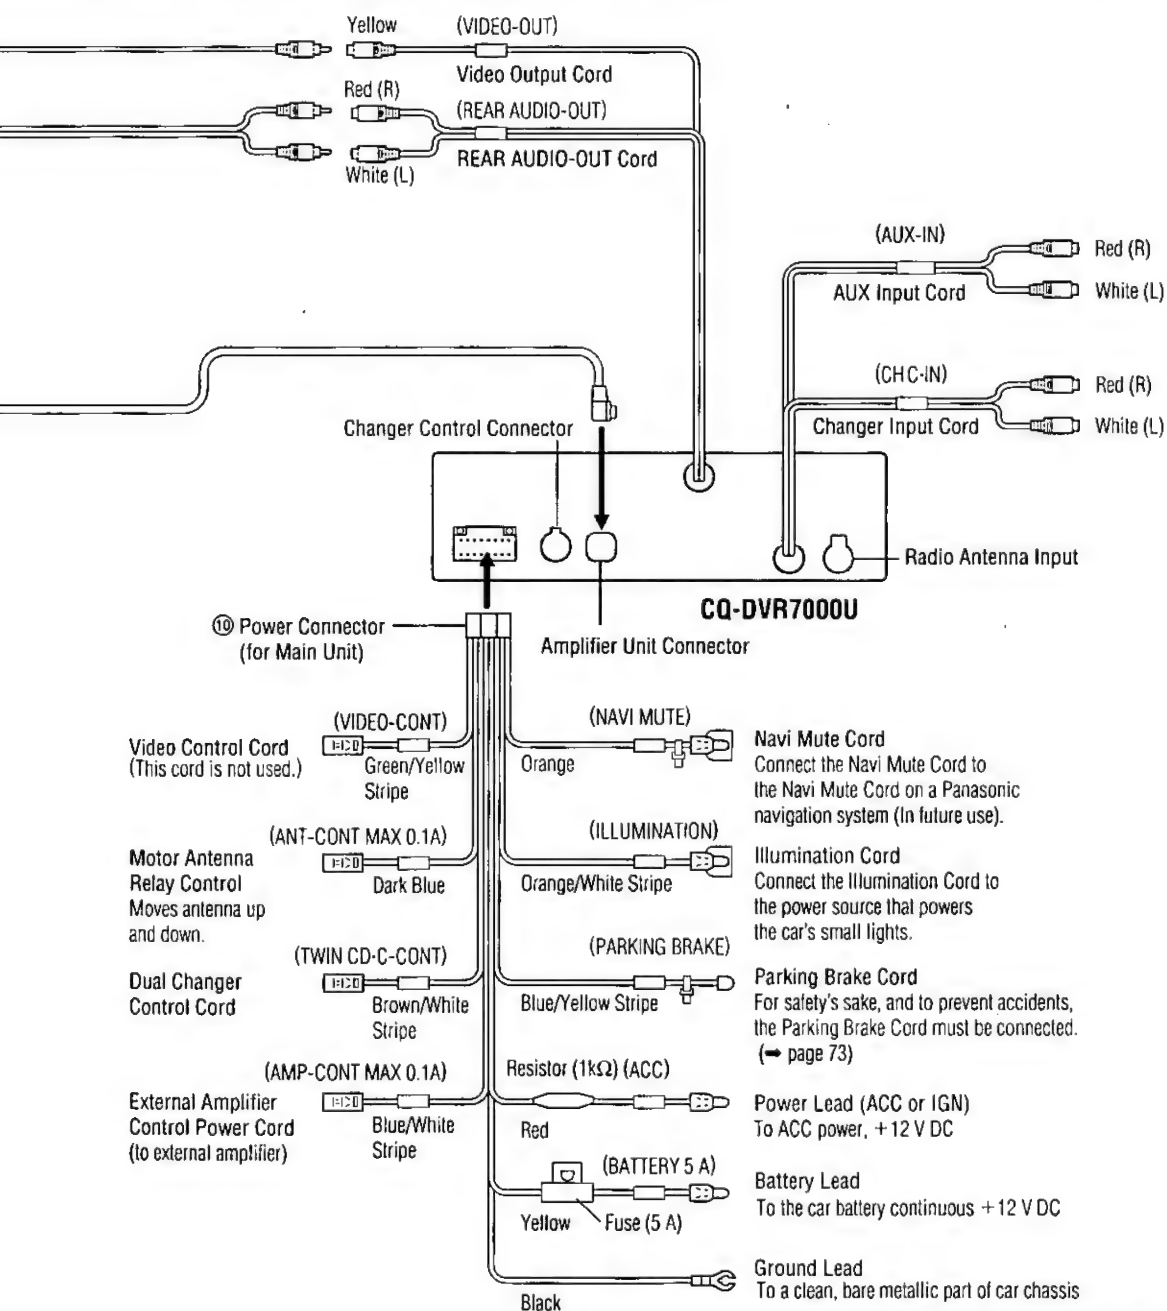 Yellow (VIDEO-OUT)
Video Output Cord
Red (R)
(REAR AUDIO-OUT)
REAR AUDIO-OUT Cord
White (L)
(AUX-IN)
Red (R)
AUX Input Cord
White (L)
(CHC-IN)
Red (R)
Changer Input Cord
White (L)
Changer Control Connector
Radio Antenna Input
CQ-DVR7000U
⑩ Power Connector
(for Main Unit)
Amplifier Unit Connector
(VIDEO-CONT)
Video Control Cord
(This cord is not used.)
Green/Yellow
Stripe
(ANT-CONT MAX 0.1A)
Motor Antenna
Relay Control
Moves antenna up
and down.
Dark Blue
(TWIN CD-C-CONT)
Dual Changer
Control Cord
Brown/White
Stripe
(AMP-CONT MAX 0.1A)
External Amplifier
Control Power Cord
(to external amplifier)
Blue/White
Stripe
(NAVI MUTE)
Orange
Navi Mute Cord
Connect the Navi Mute Cord to
the Navi Mute Cord on a Panasonic
navigation system (In future use).
(ILLUMINATION)
Orange/White Stripe
Illumination Cord
Connect the Illumination Cord to
the power source that powers
the car's small lights.
(PARKING BRAKE)
Blue/Yellow Stripe
Parking Brake Cord
For safety's sake, and to prevent accidents,
the Parking Brake Cord must be connected.
(➡ page 73)
Resistor (1kΩ) (ACC)
Red
Power Lead (ACC or IGN)
To ACC power, +12 V DC
(BATTERY 5 A)
Yellow
Fuse (5 A)
Battery Lead
To the car battery continuous +12 V DC
Black
Ground Lead
To a clean, bare metallic part of car chassis